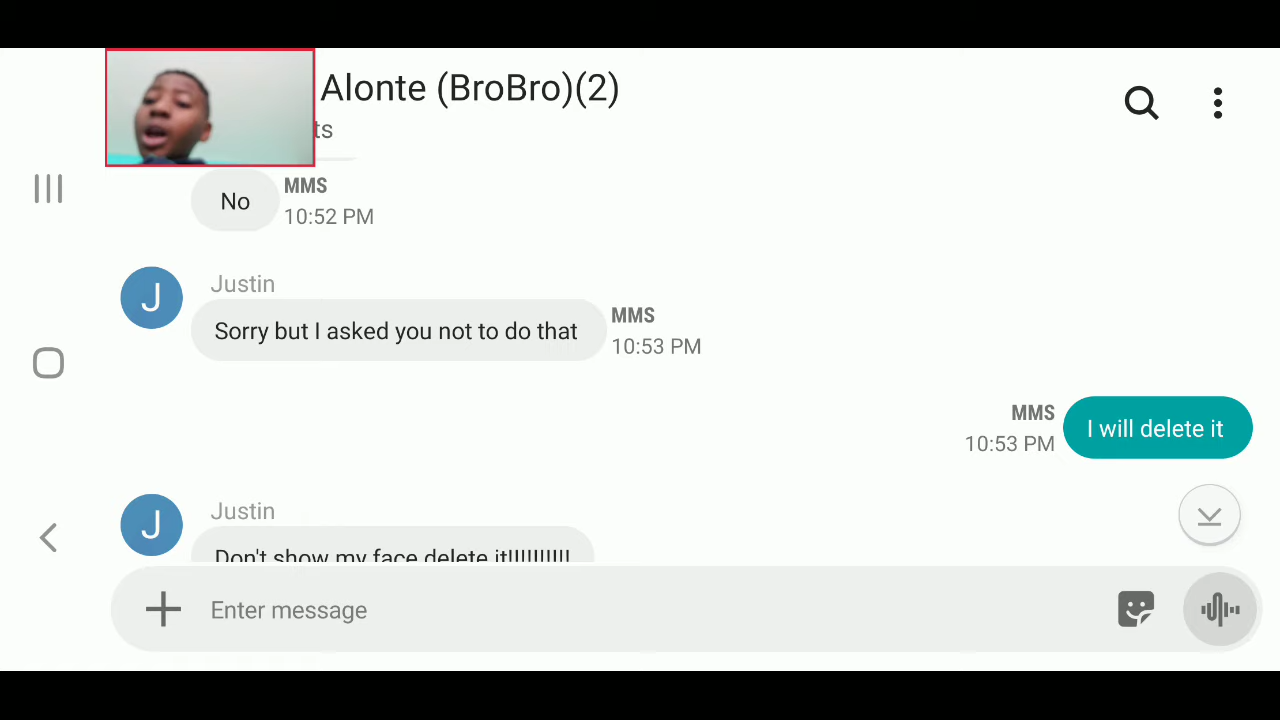 Alonte (BroBro)(2)
ts
No
MMS
10:52 PM
Justin
J
Sorry but I asked you not to do that
MMS
10:53 PM
MMS
10:53 PM
I will delete it
Justin
J
Don't show my face delete it!!!!!!!!!!
Enter message